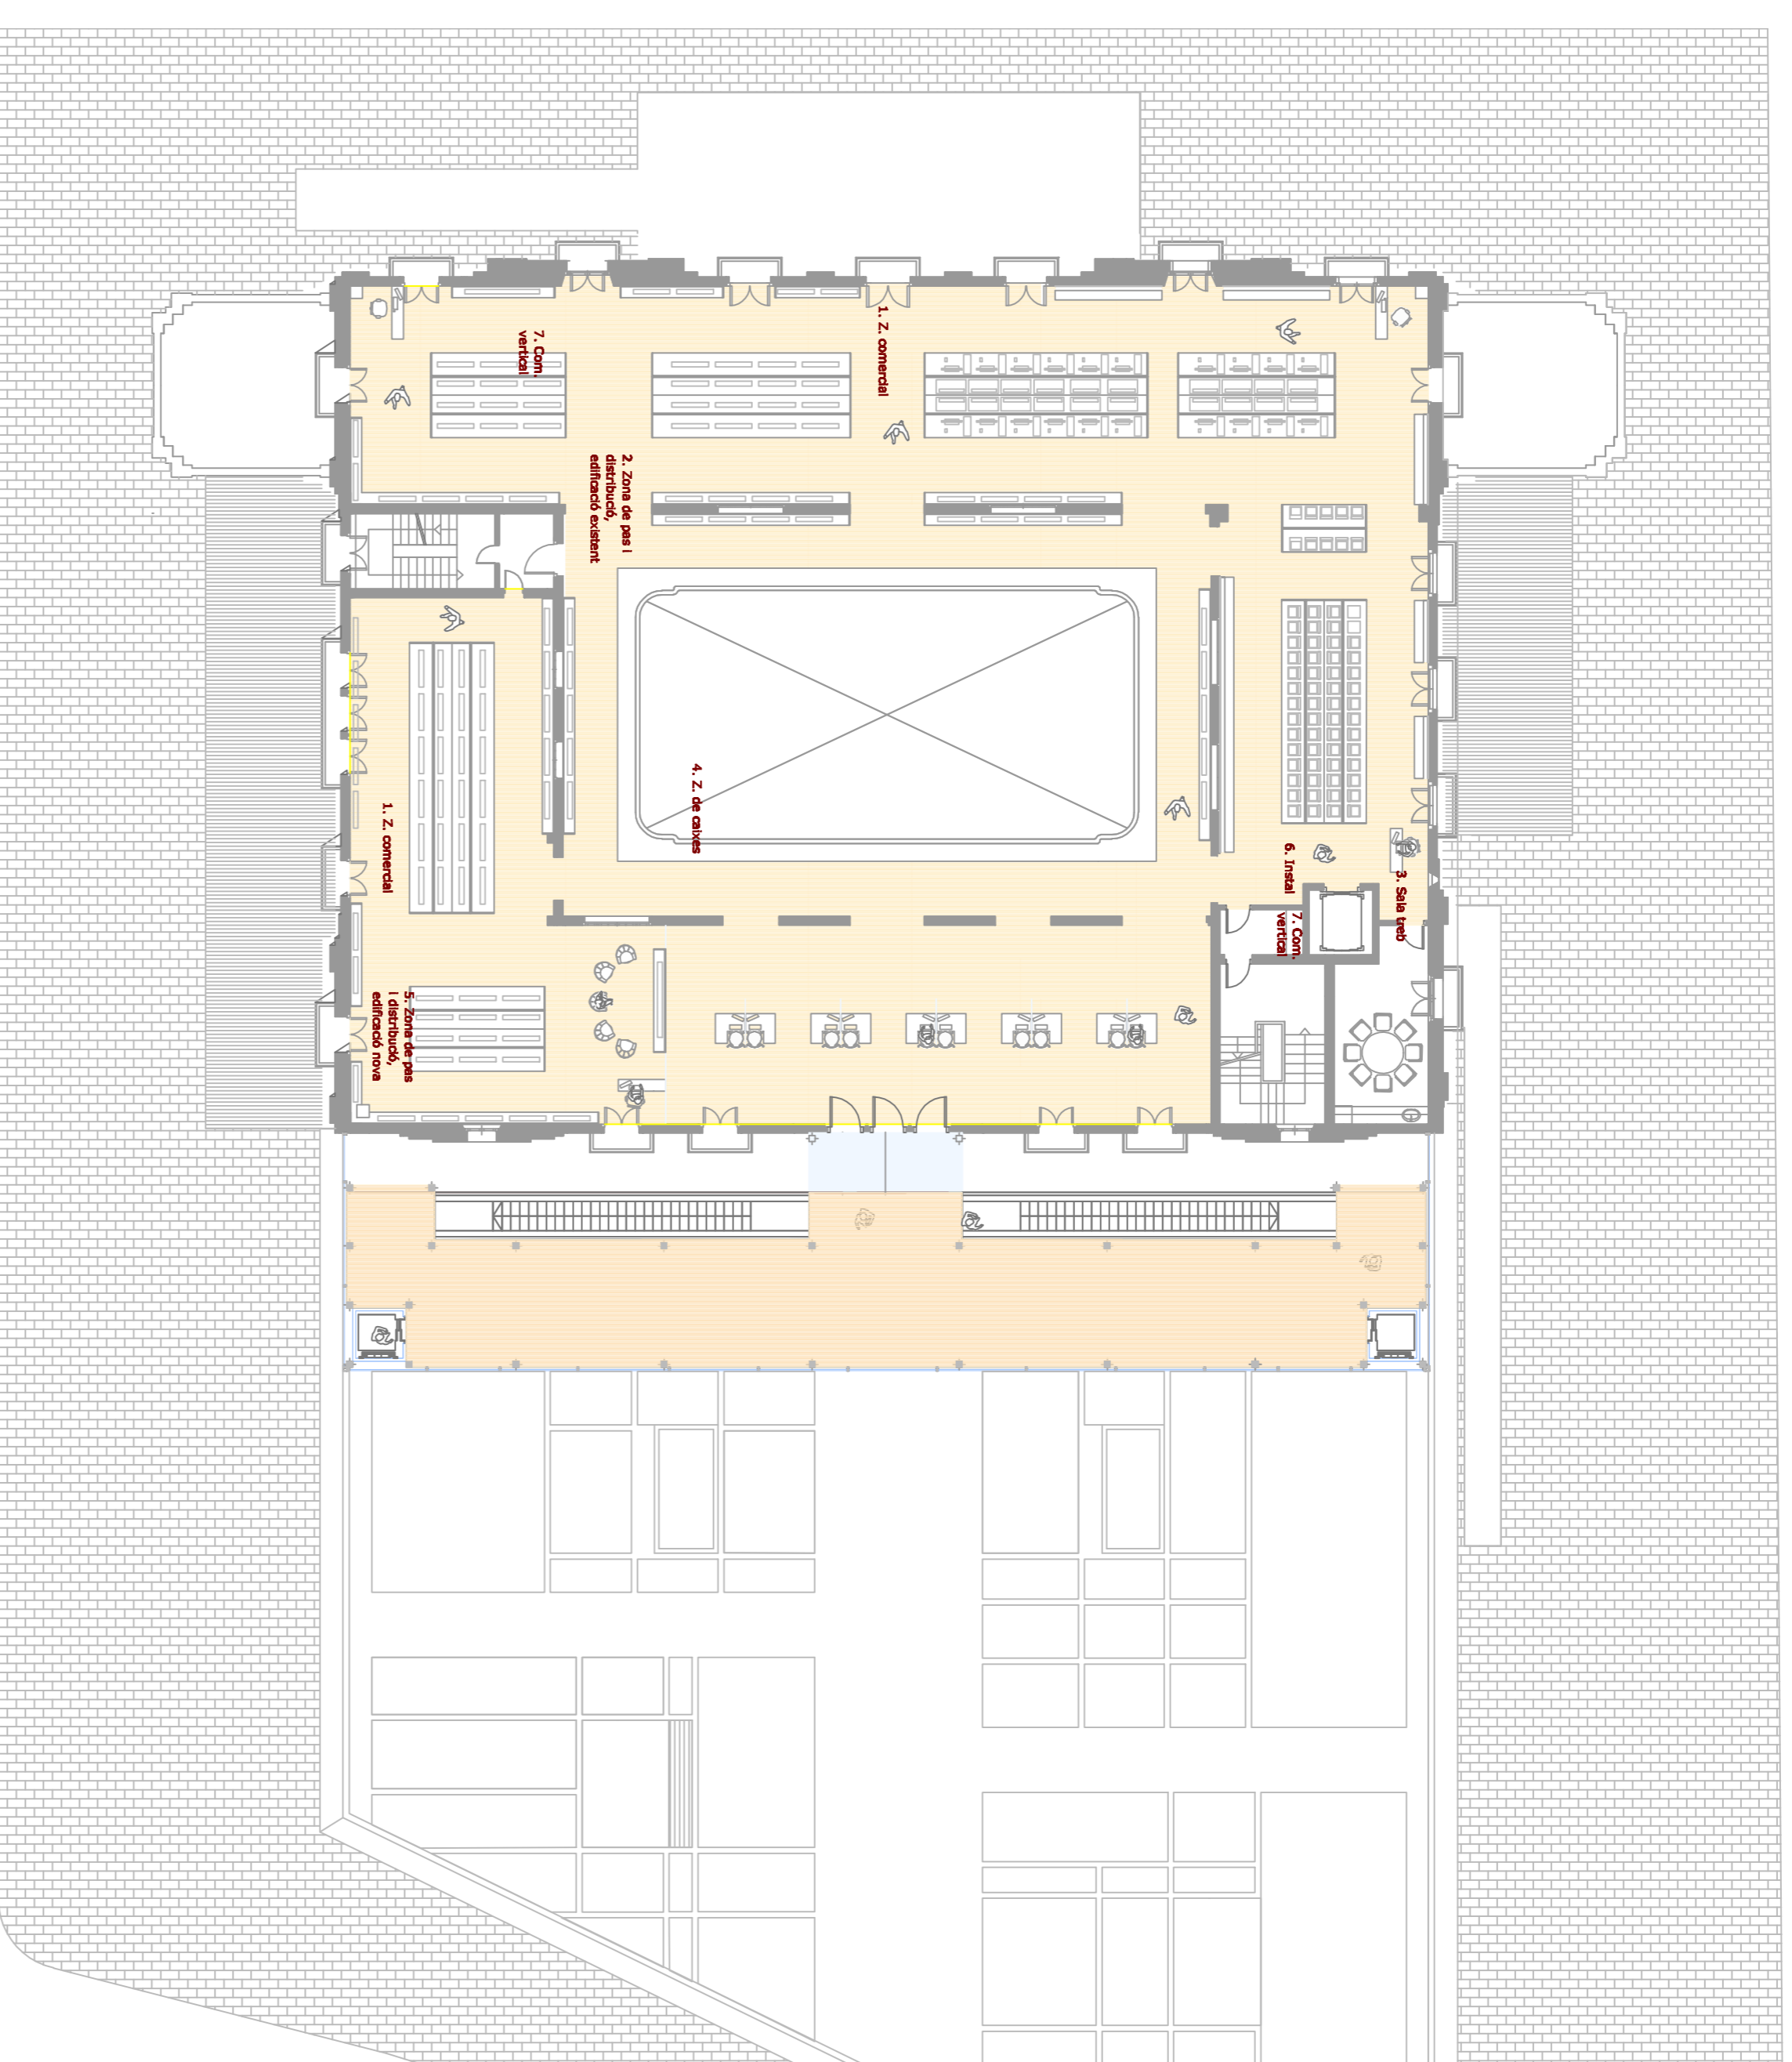 1. Z. comercial
7. Com.
vertical
2. Zona de pas i
distribució,
edificació existent
4. Z. de caixes
1. Z. comercial
6. Instal
3. Sala treb
7. Com.
vertical
5. Zona de pas
i distribució,
edificació nova